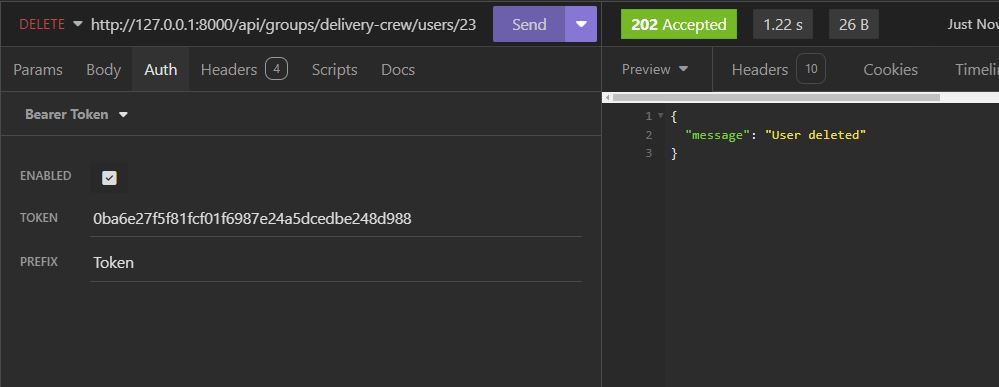 DELETE http://127.0.0.1:8000/api/groups/delivery-crew/users/23 Send
Params Body Auth Headers 4 Scripts Docs
Bearer Token
ENABLED
TOKEN 0ba6e27f5f81fcf01f6987e24a5dcedbe248d988
PREFIX Token
202 Accepted 1.22 s 26 B Just Now
Preview Headers 10 Cookies Timelin
1 {
2 "message": "User deleted"
3 }